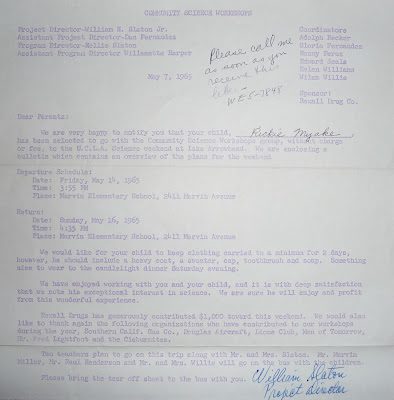 COMMUNITY SCIENCE WORKSHOPS
Project Director-William H. Slaton Jr.
Assistant Project Director-Dan Fernandez
Program Director-Nellie Slaton
Assistant Program Director Willamette Harper
Coordinators
Adolph Hecker
Gloria Fernandez
Henry Perez
Edward Seals
Helen Williams
Wilma Willis
Sponsor:
Rexall Drug Co.
Please call me
as soon as you
receive this
letter -
WE 5-7845
May 7, 1965
Dear Parents:
We are very happy to notify you that your child, Rickie Myake
has been selected to go with the Community Science Workshops group, without charge
or fee, to the U.C.L.A. Science weekend at Lake Arrowhead. We are enclosing a
bulletin which contains an overview of the plans for the weekend
Departure Schedule:
Date: Friday, May 14, 1965
Time: 3:55 PM
Place: Marvin Elementary School, 2411 Marvin Avenue
Return:
Date: Sunday, May 16, 1965
Time: 4:35 PM
Place: Marvin Elementary School, 2411 Marvin Avenue
We would like for your child to keep clothing carried to a minimum for 2 days,
however, he should include a heavy coat, a sweater, cap, toothbrush and soap. Something
nice to wear to the candlelight dinner Saturday evening.
We have enjoyed working with you and your child, and it is with deep satisfaction
that we note his exceptional interest in science. We are sure he will enjoy and profit
from this wonderful experience.
Rexall Drugs has generously contributed $1,000 toward this weekend. We would also
like to thank again the following organizations who have contributed to our workshops
during the year, Southern Calif. Gas Co., Douglas Aircraft, Links Club, Men of Tomorrow,
Mr. Fred Lightfoot and the Clubmates.
Two teachers plan to go on this trip along with Mr. and Mrs. Slaton. Mr. Marvin
Miller, Mr. Paul Henderson and Mr. and Mrs. Willis will go on the bus with the children.
Please bring the tear off sheet to the bus with you.
William Slaton
Project Director